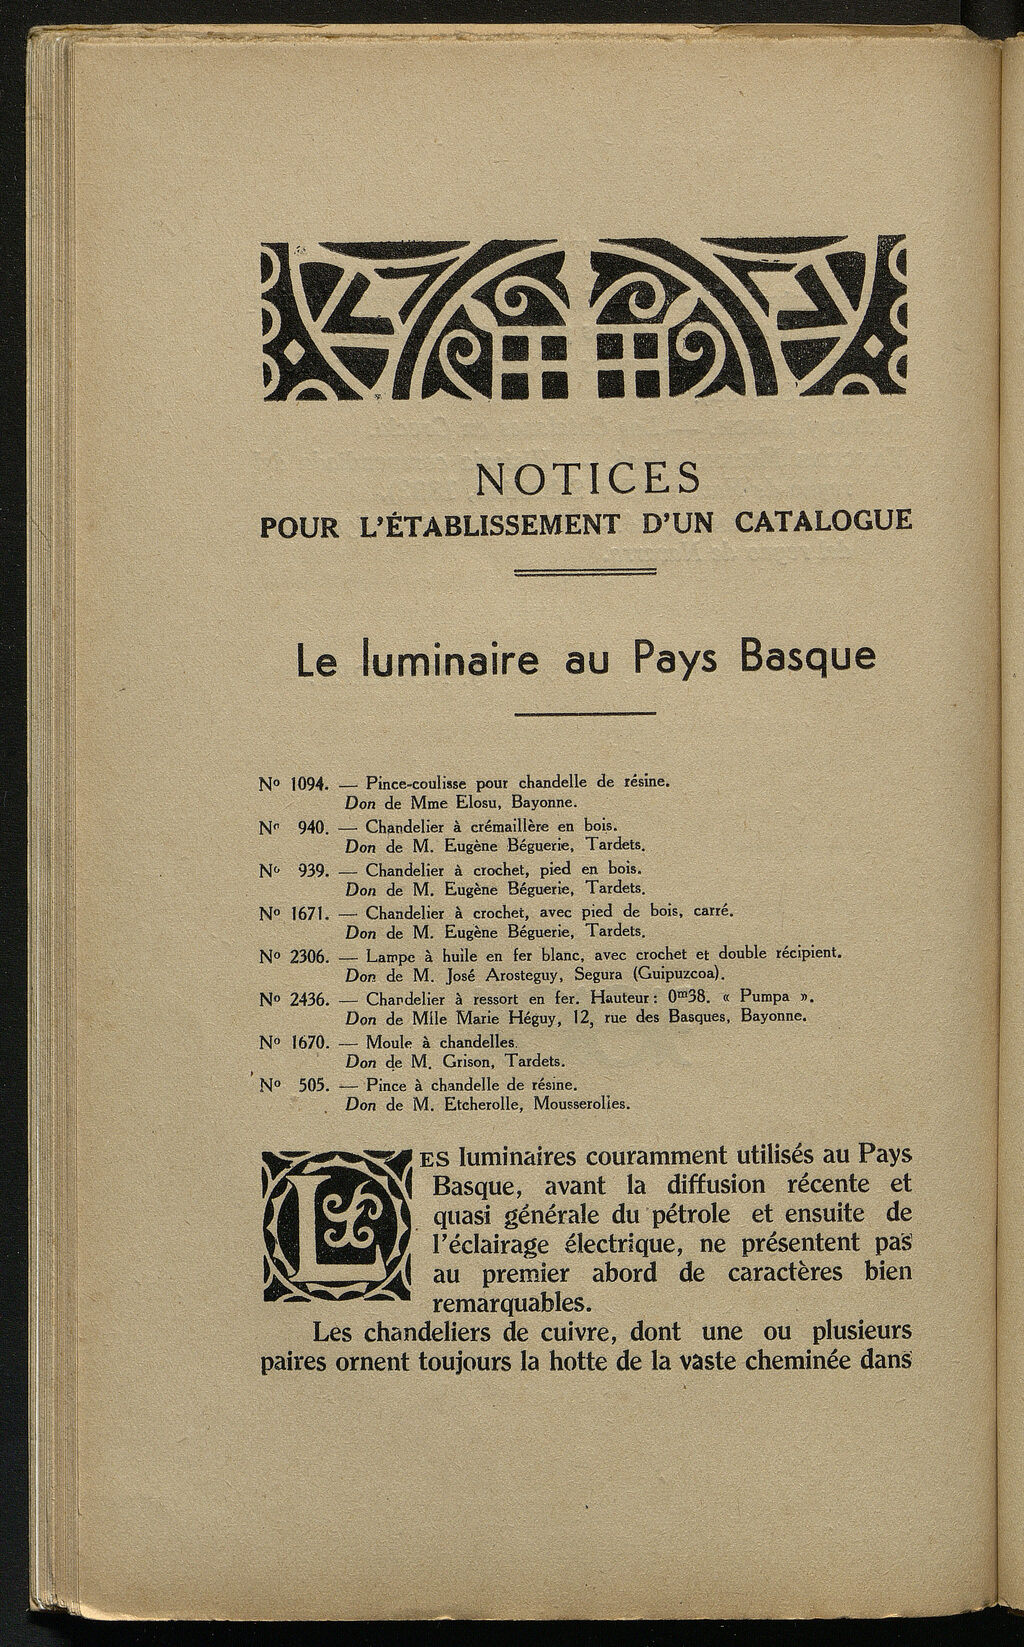 NOTICES
POUR L'ÉTABLISSEMENT D'UN CATALOGUE
Le luminaire au Pays Basque
Nº 1094. — Pince-coulisse pour chandelle de résine.
Don de Mme Elosu, Bayonne.
Nº 940. — Chandelier à crémaillère en bois.
Don de M. Eugène Béguerie, Tardets.
Nº 939. — Chandelier à crochet, pied en bois.
Don de M. Eugène Béguerie, Tardets.
Nº 1671. — Chandelier à crochet, avec pied de bois, carré.
Don de M. Eugène Béguerie, Tardets.
Nº 2306. — Lampe à huile en fer blanc, avec crochet et double récipient.
Don de M. José Arosteguy, Segura (Guipuzcoa).
Nº 2436. — Chandelier à ressort en fer. Hauteur : 0m38. « Pumpa ».
Don de Mlle Marie Héguy, 12, rue des Basques, Bayonne.
Nº 1670. — Moule à chandelles.
Don de M. Grison, Tardets.
Nº 505. — Pince à chandelle de résine.
Don de M. Etcherolle, Mousserolles.
LES luminaires couramment utilisés au Pays
Basque, avant la diffusion récente et
quasi générale du pétrole et ensuite de
l'éclairage électrique, ne présentent pas
au premier abord de caractères bien
remarquables.
Les chandeliers de cuivre, dont une ou plusieurs
paires ornent toujours la hotte de la vaste cheminée dans